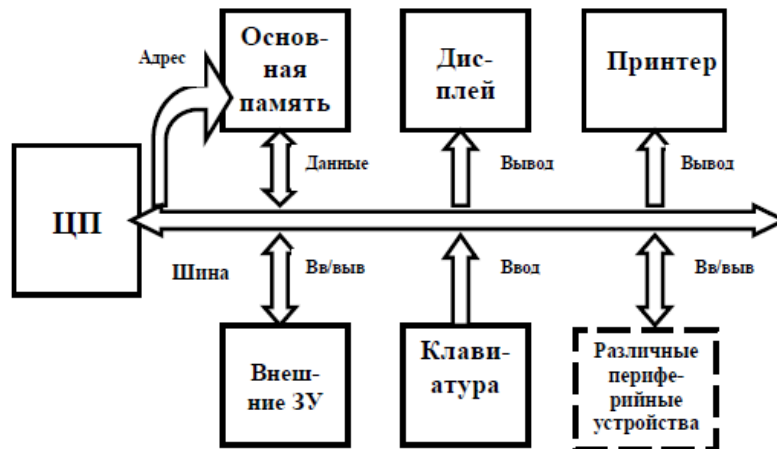 Адрес
Основ-
ная
память
Дис-
плей
Принтер
Данные
Вывод
Вывод
ЦП
Шина
Вв/выв
Ввод
Вв/выв
Внеш-
ние ЗУ
Клави-
атура
Различные
перифе-
рийные
устройства